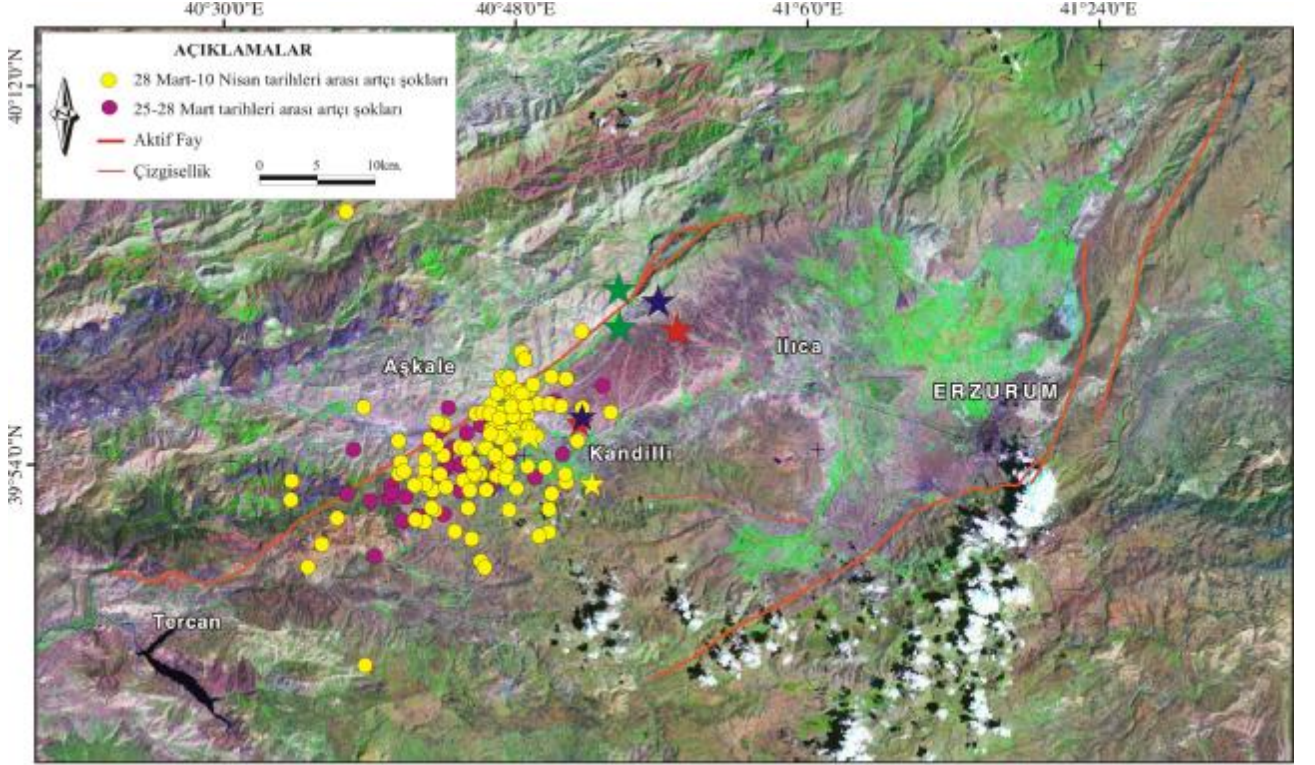 40°30'0"E
40°48'0"E
41°6'0"E
41°24'0"E
40°12'0"N
39°54'0"N
AÇIKLAMALAR
28 Mart-10 Nisan tarihleri arası artçı şokları
25-28 Mart tarihleri arası artçı şokları
Aktif Fay
Çizgisellik
0 5 10km.
Aşkale
Ilıca
ERZURUM
Kandilli
Tercan